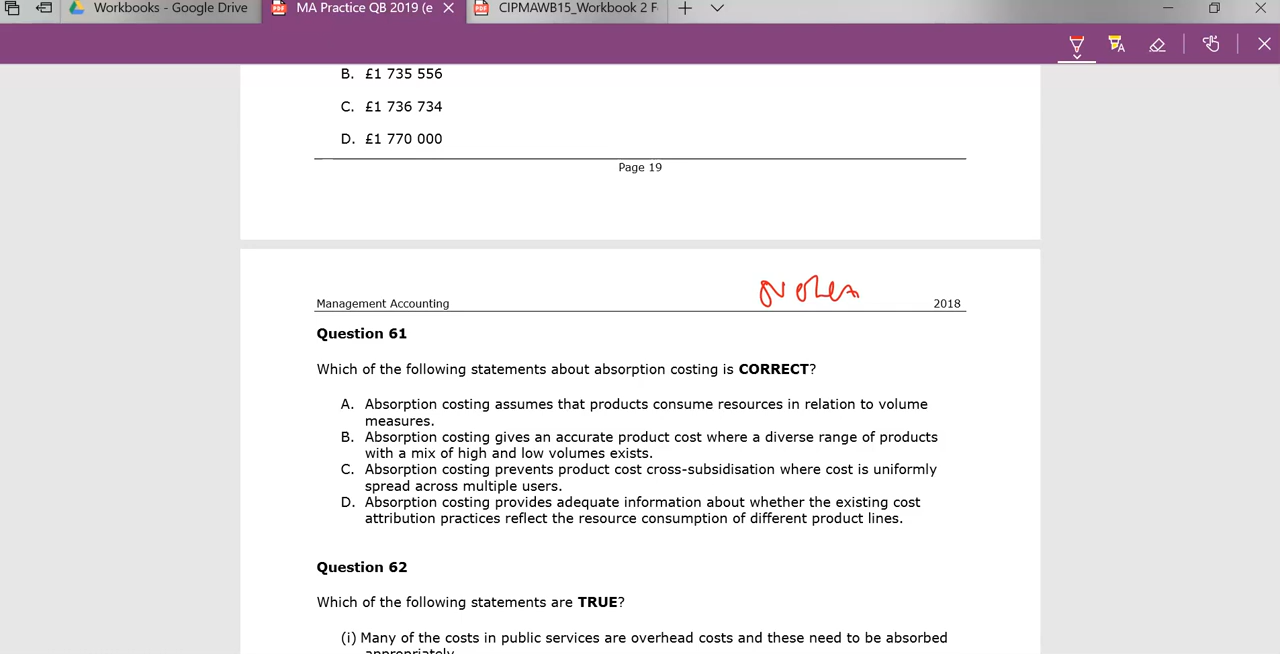 Workbooks - Google Drive
MA Practice QB 2019 (e
CIPMAWB15_Workbook 2 F
B. £1 735 556
C. £1 736 734
D. £1 770 000
Page 19
Management Accounting
2018
Question 61
Which of the following statements about absorption costing is CORRECT?
A. Absorption costing assumes that products consume resources in relation to volume
measures.
B. Absorption costing gives an accurate product cost where a diverse range of products
with a mix of high and low volumes exists.
C. Absorption costing prevents product cost cross-subsidisation where cost is uniformly
spread across multiple users.
D. Absorption costing provides adequate information about whether the existing cost
attribution practices reflect the resource consumption of different product lines.
Question 62
Which of the following statements are TRUE?
(i) Many of the costs in public services are overhead costs and these need to be absorbed
appropriately.